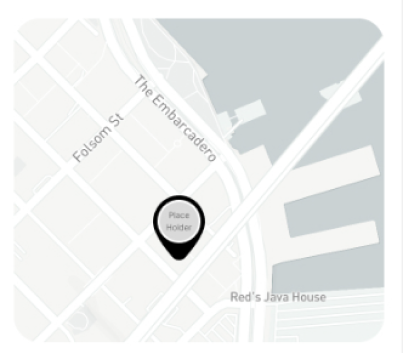 The Embarcadero
Folsom St
Place
Holder
Red's Java House